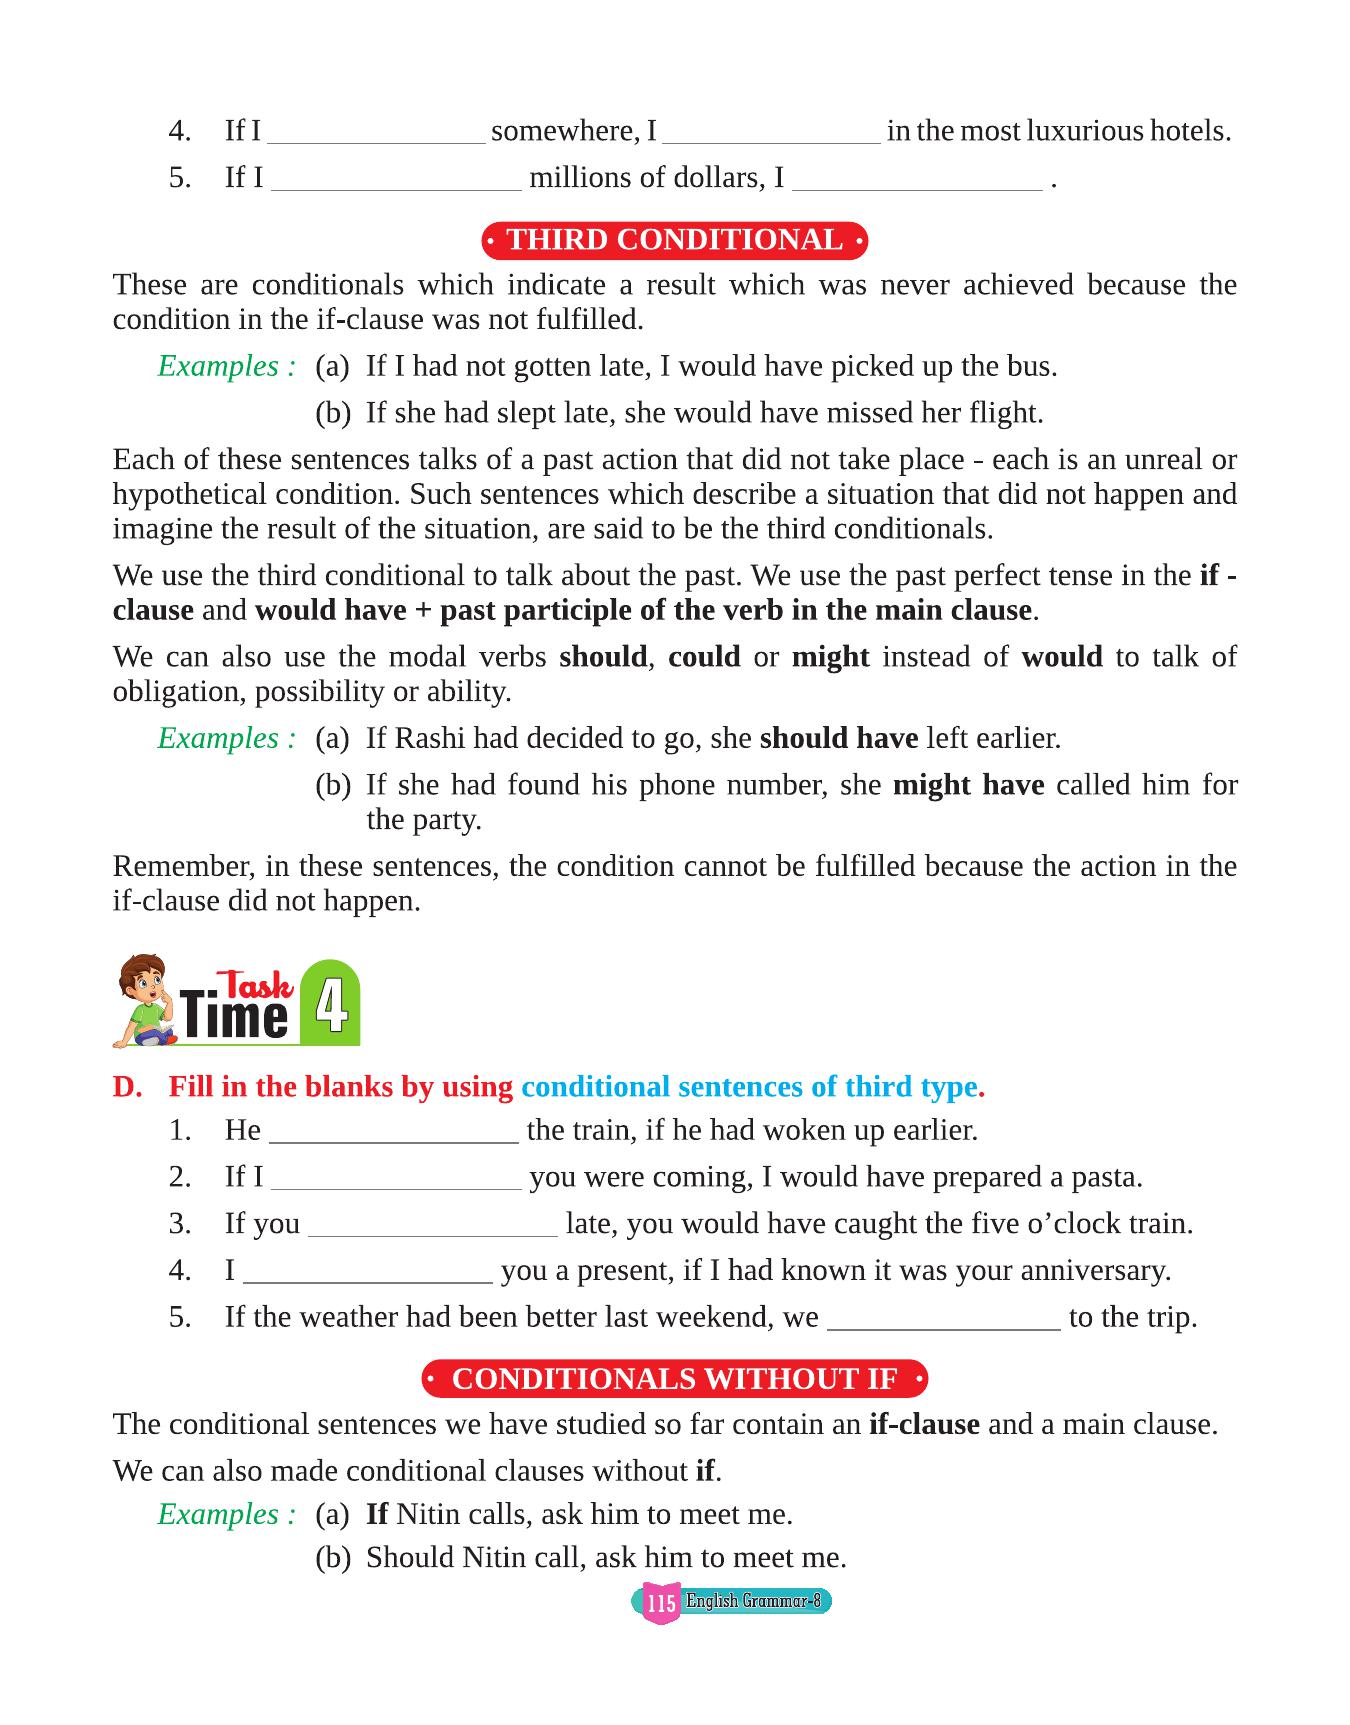 4. If I ______________ somewhere, I ______________ in the most luxurious hotels.
5. If I ________________ millions of dollars, I ________________ .
• THIRD CONDITIONAL •
These are conditionals which indicate a result which was never achieved because the
condition in the if-clause was not fulfilled.
Examples : (a) If I had not gotten late, I would have picked up the bus.
(b) If she had slept late, she would have missed her flight.
Each of these sentences talks of a past action that did not take place - each is an unreal or
hypothetical condition. Such sentences which describe a situation that did not happen and
imagine the result of the situation, are said to be the third conditionals.
We use the third conditional to talk about the past. We use the past perfect tense in the if -
clause and would have + past participle of the verb in the main clause.
We can also use the modal verbs should, could or might instead of would to talk of
obligation, possibility or ability.
Examples : (a) If Rashi had decided to go, she should have left earlier.
(b) If she had found his phone number, she might have called him for
the party.
Remember, in these sentences, the condition cannot be fulfilled because the action in the
if-clause did not happen.
Task
Time 4
D. Fill in the blanks by using conditional sentences of third type.
1. He ________________ the train, if he had woken up earlier.
2. If I ________________ you were coming, I would have prepared a pasta.
3. If you ________________ late, you would have caught the five o’clock train.
4. I ________________ you a present, if I had known it was your anniversary.
5. If the weather had been better last weekend, we _______________ to the trip.
• CONDITIONALS WITHOUT IF •
The conditional sentences we have studied so far contain an if-clause and a main clause.
We can also made conditional clauses without if.
Examples : (a) If Nitin calls, ask him to meet me.
(b) Should Nitin call, ask him to meet me.
115 English Grammar-8